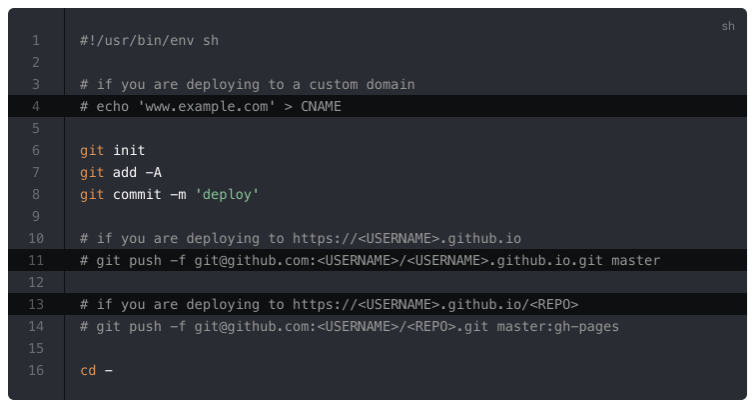 sh
1 #!/usr/bin/env sh
2
3 # if you are deploying to a custom domain
4 # echo 'www.example.com' > CNAME
5
6 git init
7 git add -A
8 git commit -m 'deploy'
9
10 # if you are deploying to https://<USERNAME>.github.io
11 # git push -f git@github.com:<USERNAME>/<USERNAME>.github.io.git master
12
13 # if you are deploying to https://<USERNAME>.github.io/<REPO>
14 # git push -f git@github.com:<USERNAME>/<REPO>.git master:gh-pages
15
16 cd -